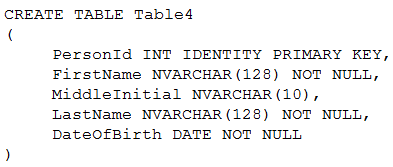 CREATE TABLE Table4
(
PersonId INT IDENTITY PRIMARY KEY,
FirstName NVARCHAR(128) NOT NULL,
MiddleInitial NVARCHAR(10),
LastName NVARCHAR(128) NOT NULL,
DateOfBirth DATE NOT NULL
)